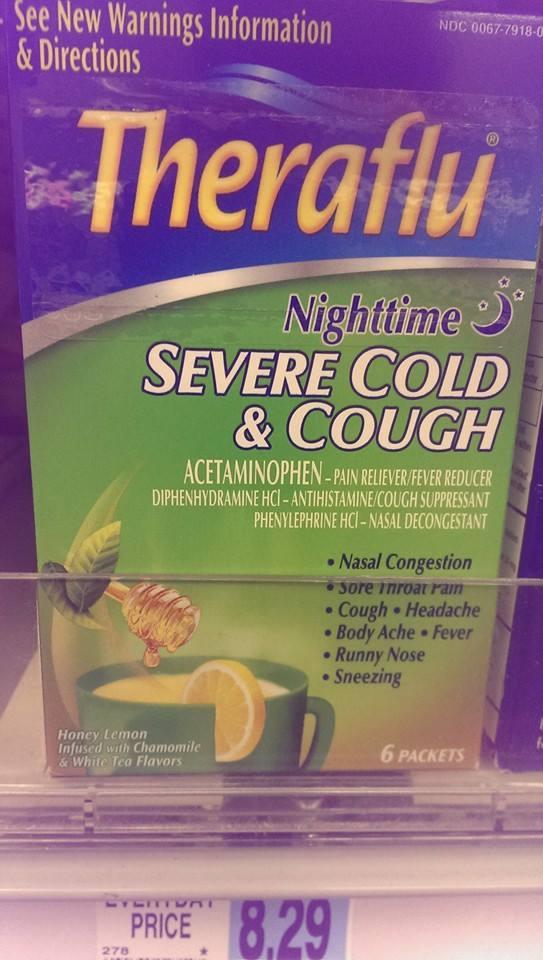 See New Warnings Information
& Directions
NDC 0067-7918-0
Theraflu®
Nighttime
SEVERE COLD
& COUGH
ACETAMINOPHEN – PAIN RELIEVER/FEVER REDUCER
DIPHENHYDRAMINE HCl – ANTIHISTAMINE/COUGH SUPPRESSANT
PHENYLEPHRINE HCl – NASAL DECONGESTANT
• Nasal Congestion
• Sore Throat Pain
• Cough • Headache
• Body Ache • Fever
• Runny Nose
• Sneezing
Honey Lemon
Infused with Chamomile
& White Tea Flavors
6 PACKETS
EVERYDAY
PRICE
8.29
278 *